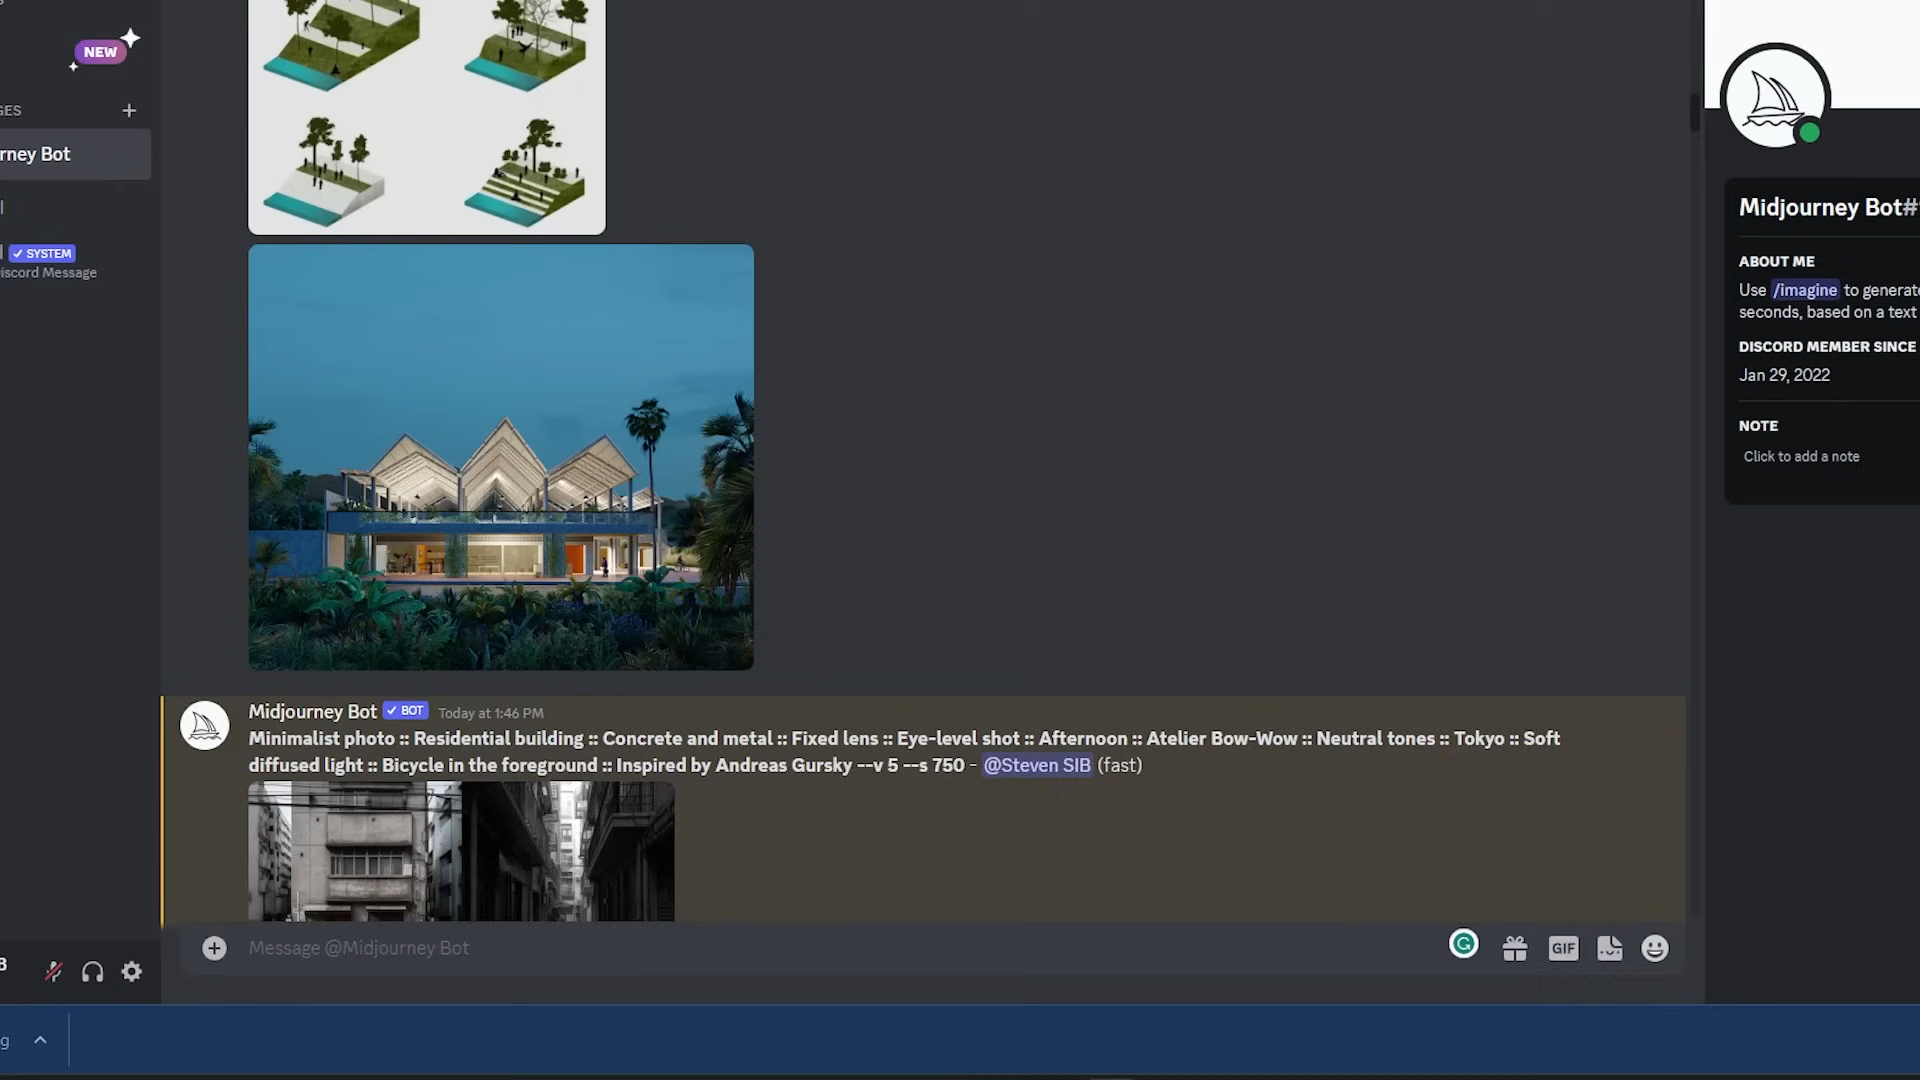 NEW
GES
rney Bot
l
SYSTEM
iscord Message
Midjourney Bot#
ABOUT ME
Use /imagine to generate
seconds, based on a text
DISCORD MEMBER SINCE
Jan 29, 2022
NOTE
Click to add a note
Midjourney Bot BOT Today at 1:46 PM
Minimalist photo :: Residential building :: Concrete and metal :: Fixed lens :: Eye-level shot :: Afternoon :: Atelier Bow-Wow :: Neutral tones :: Tokyo :: Soft
diffused light :: Bicycle in the foreground :: Inspired by Andreas Gursky --v 5 --s 750 - @Steven SIB (fast)
Message @Midjourney Bot
GIF
B
g